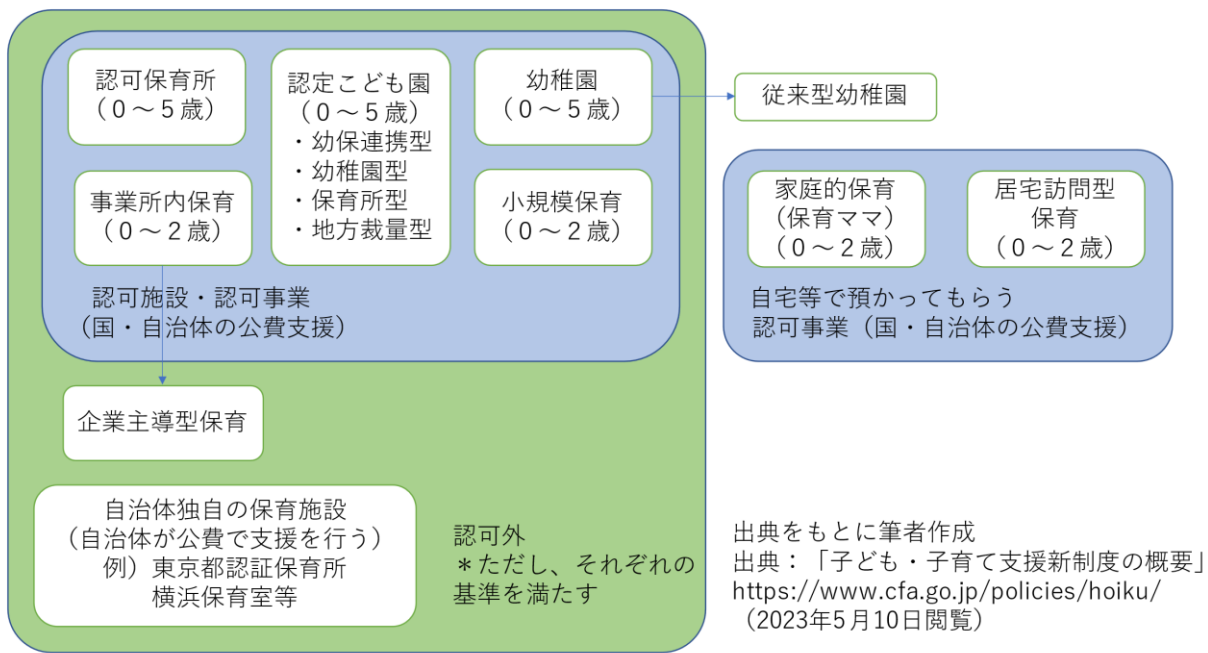 認可保育所
（０～５歳）
認定こども園
（０～５歳）
・幼保連携型
・幼稚園型
・保育所型
・地方裁量型
幼稚園
（０～５歳）
従来型幼稚園
事業所内保育
（０～２歳）
小規模保育
（０～２歳）
家庭的保育
（保育ママ）
（０～２歳）
居宅訪問型
保育
（０～２歳）
認可施設・認可事業
（国・自治体の公費支援）
自宅等で預かってもらう
認可事業（国・自治体の公費支援）
企業主導型保育
自治体独自の保育施設
（自治体が公費で支援を行う）
例）東京都認証保育所
横浜保育室等
認可外
＊ただし、それぞれの
基準を満たす
出典をもとに筆者作成
出典：「子ども・子育て支援新制度の概要」
https://www.cfa.go.jp/policies/hoiku/
（2023年5月10日閲覧）